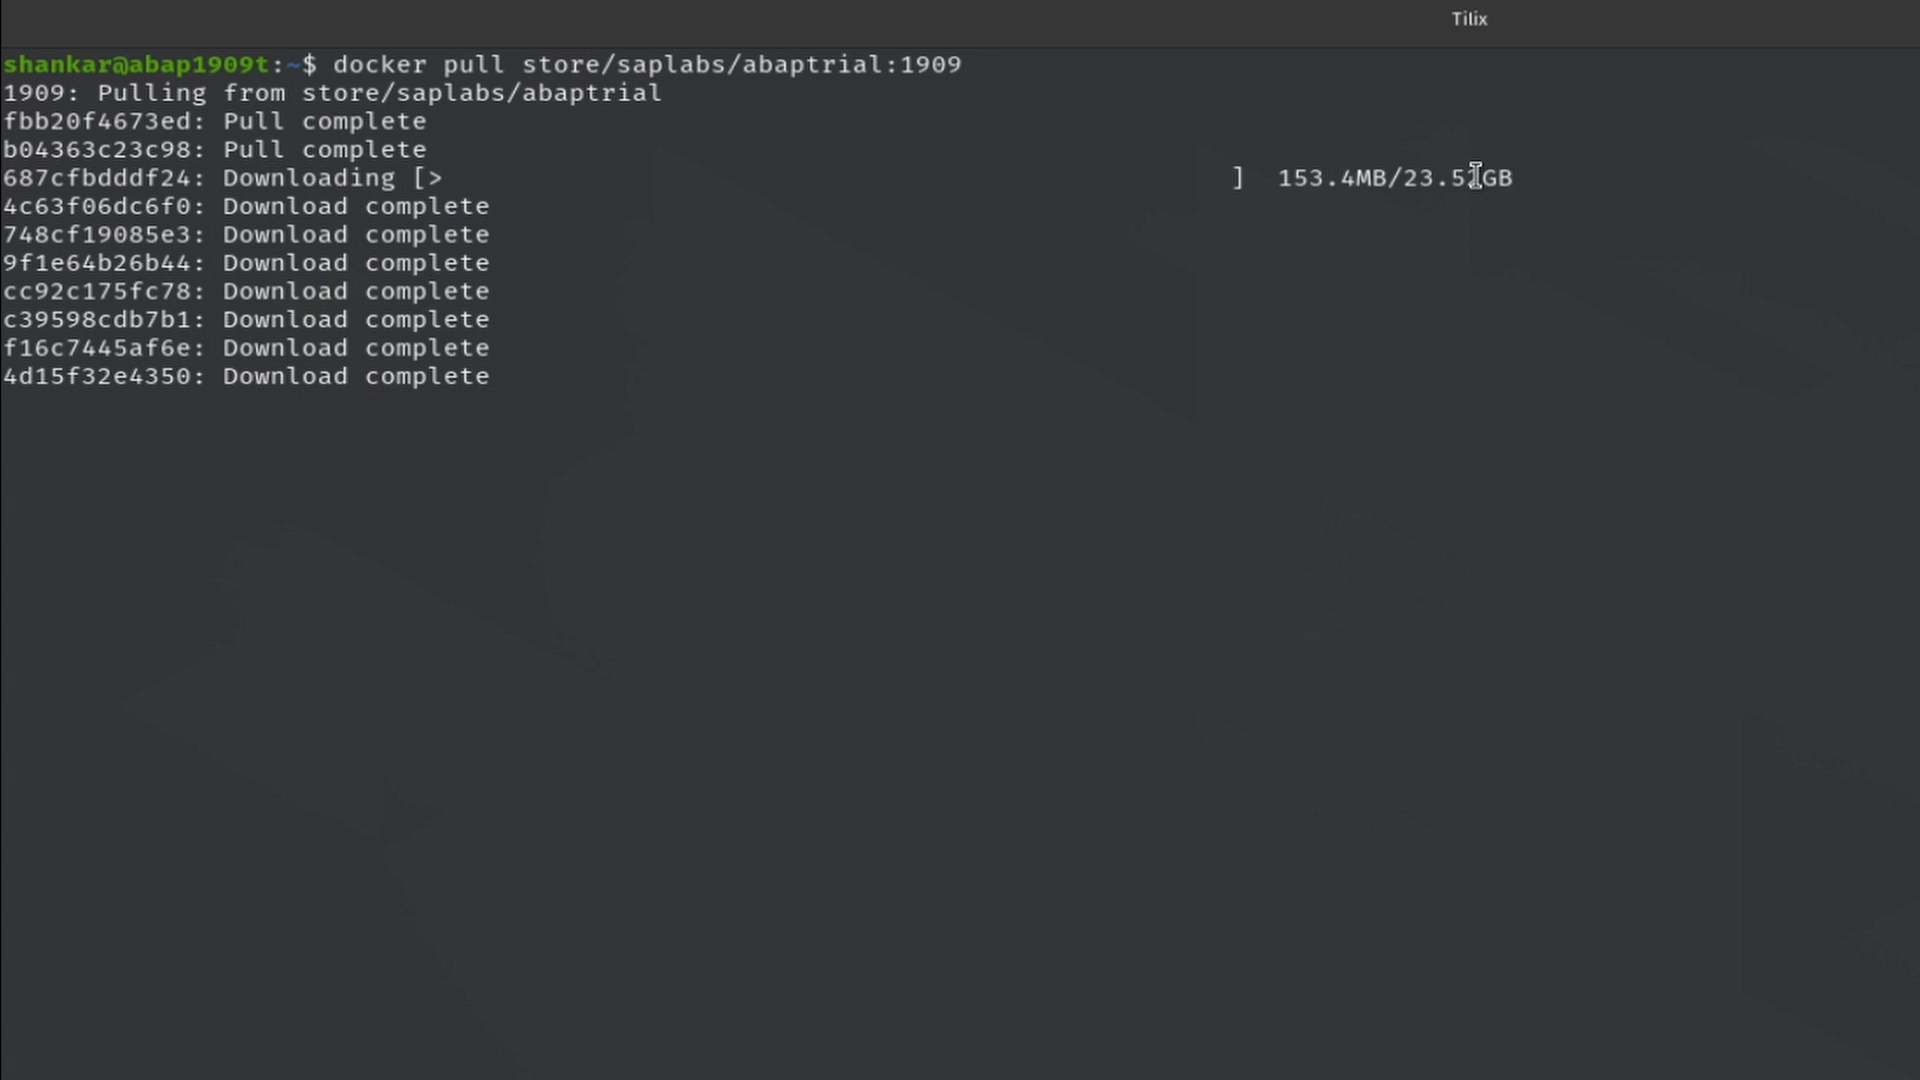 Tilix
shankar@abap1909t:~$ docker pull store/saplabs/abaptrial:1909
1909: Pulling from store/saplabs/abaptrial
fbb20f4673ed: Pull complete
b04363c23c98: Pull complete
687cfbdddf24: Downloading [> ] 153.4MB/
4c63f06dc6f0: Download complete
748cf19085e3: Download complete
9f1e64b26b44: Download complete
cc92c175fc78: Download complete
c39598cdb7b1: Download complete
f16c7445af6e: Download complete
4d15f32e4350: Download complete